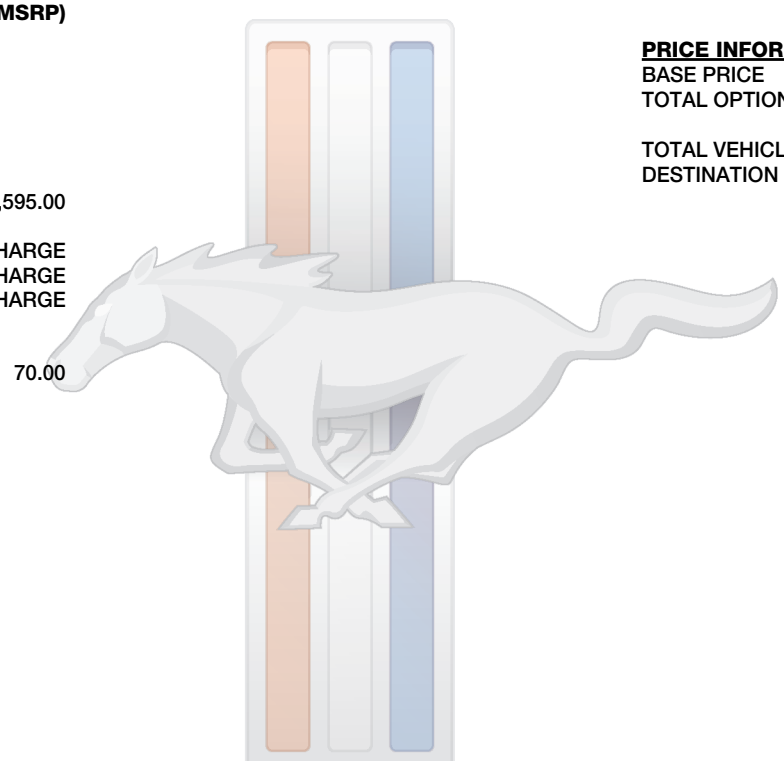 MSRP)
,595.00
HARGE
HARGE
HARGE
70.00
PRICE INFOR
BASE PRICE
TOTAL OPTION
TOTAL VEHICL
DESTINATION